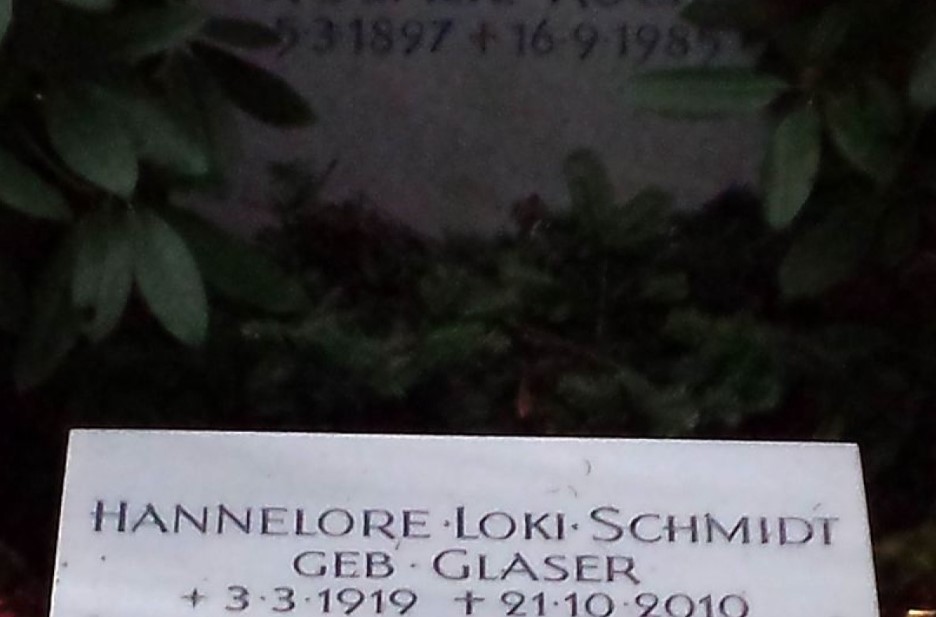 5·3·1897 + 16·9·1985
HANNELORE · LOKI · SCHMIDT
GEB · GLASER
+ 3·3·1919 † 21·10·2010